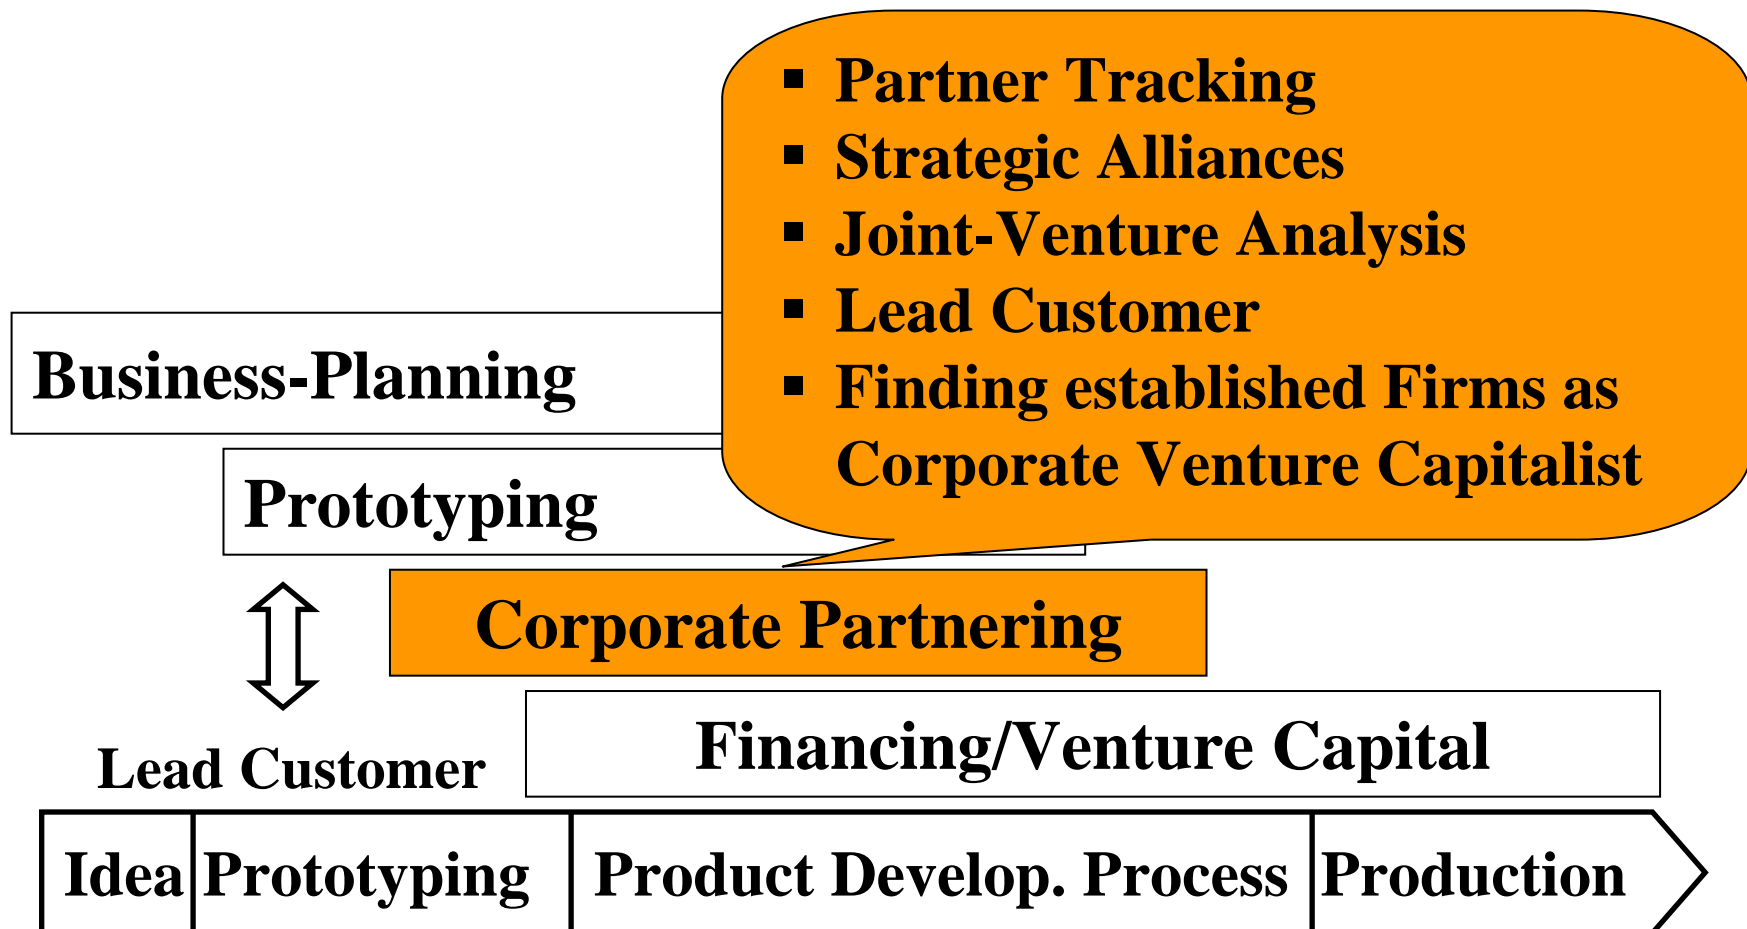 ▪ Partner Tracking
▪ Strategic Alliances
▪ Joint-Venture Analysis
▪ Lead Customer
▪ Finding established Firms as
Corporate Venture Capitalist
Business-Planning
Prototyping
Corporate Partnering
Financing/Venture Capital
Lead Customer
Idea Prototyping Product Develop. Process Production